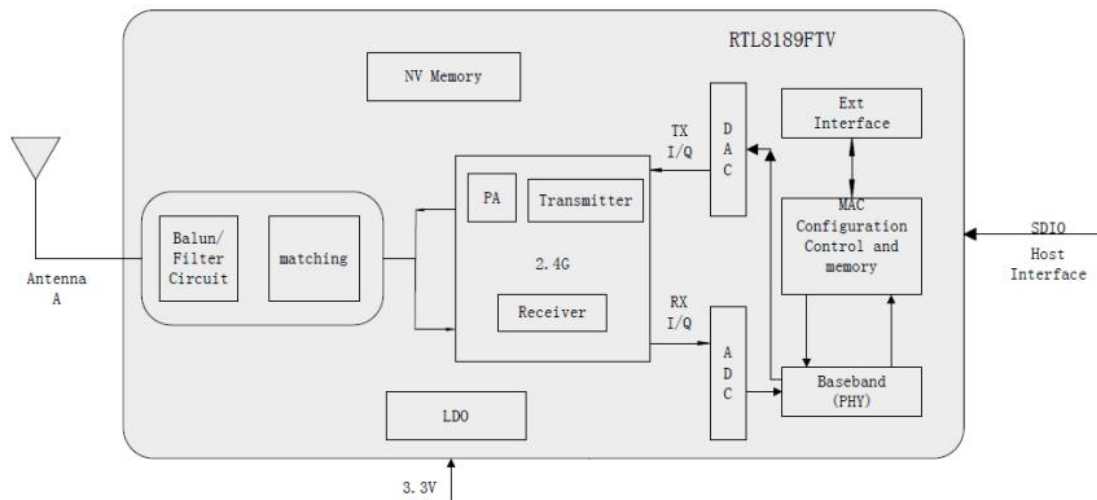 RTL8189FTV
NV Memory
Ext
Interface
TX
I/Q
D
A
C
PA
Transmitter
MAC
Configuration
Control and
memory
SDIO
Host
Interface
Balun/
Filter
Circuit
matching
2.4G
Antenna
A
Receiver
RX
I/Q
A
D
C
Baseband
(PHY)
LDO
3.3V